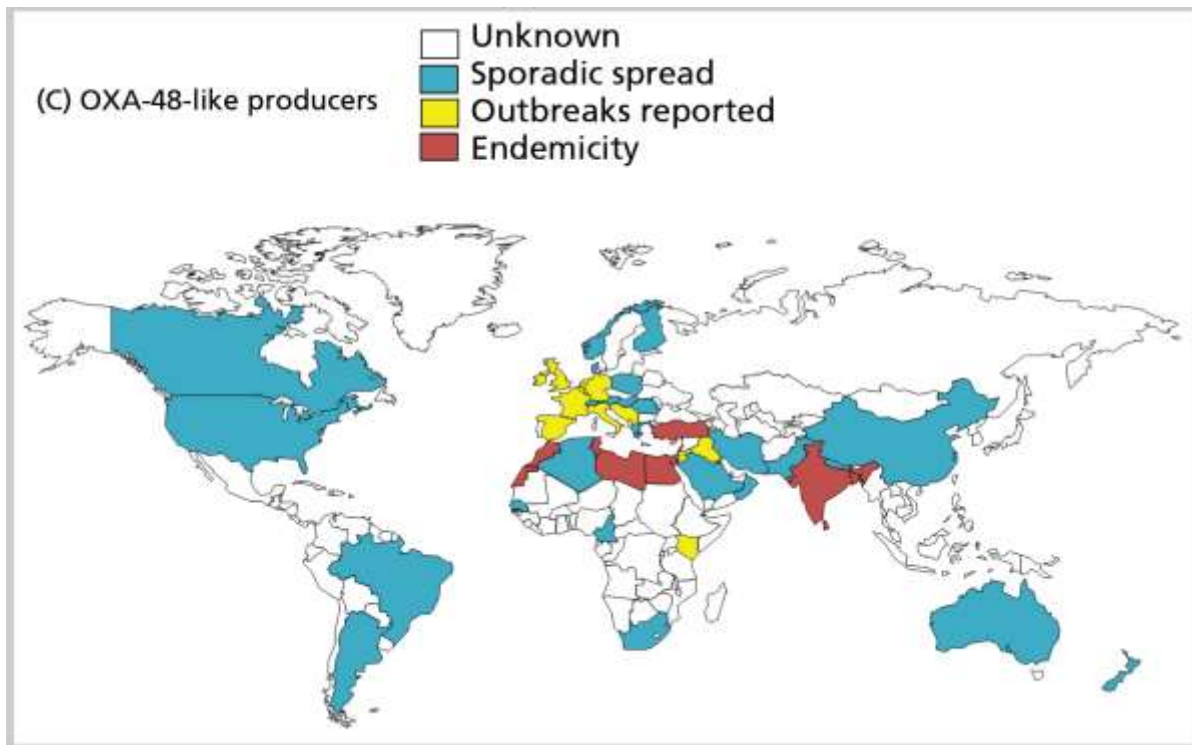 Unknown
Sporadic spread
(C) OXA-48-like producers
Outbreaks reported
Endemicity